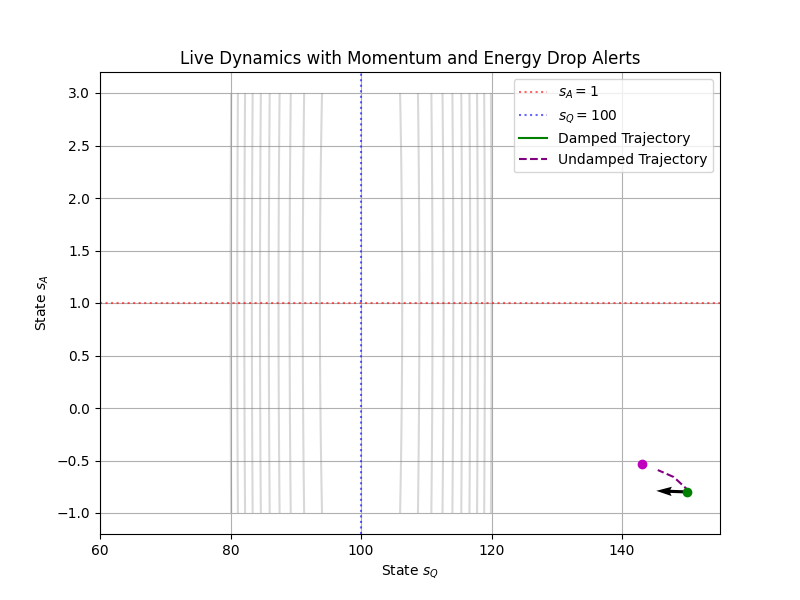 Live Dynamics with Momentum and Energy Drop Alerts
3.0
2.5
2.0
1.5
1.0
0.5
0.0
−0.5
−1.0
State s_A
s_A = 1
s_Q = 100
Damped Trajectory
Undamped Trajectory
60 80 100 120 140
State s_Q